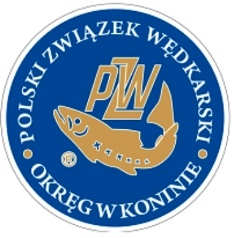 POLSKI ZWIĄZEK WĘDKARSKI
PZW
®
OKRĘG W KONINIE